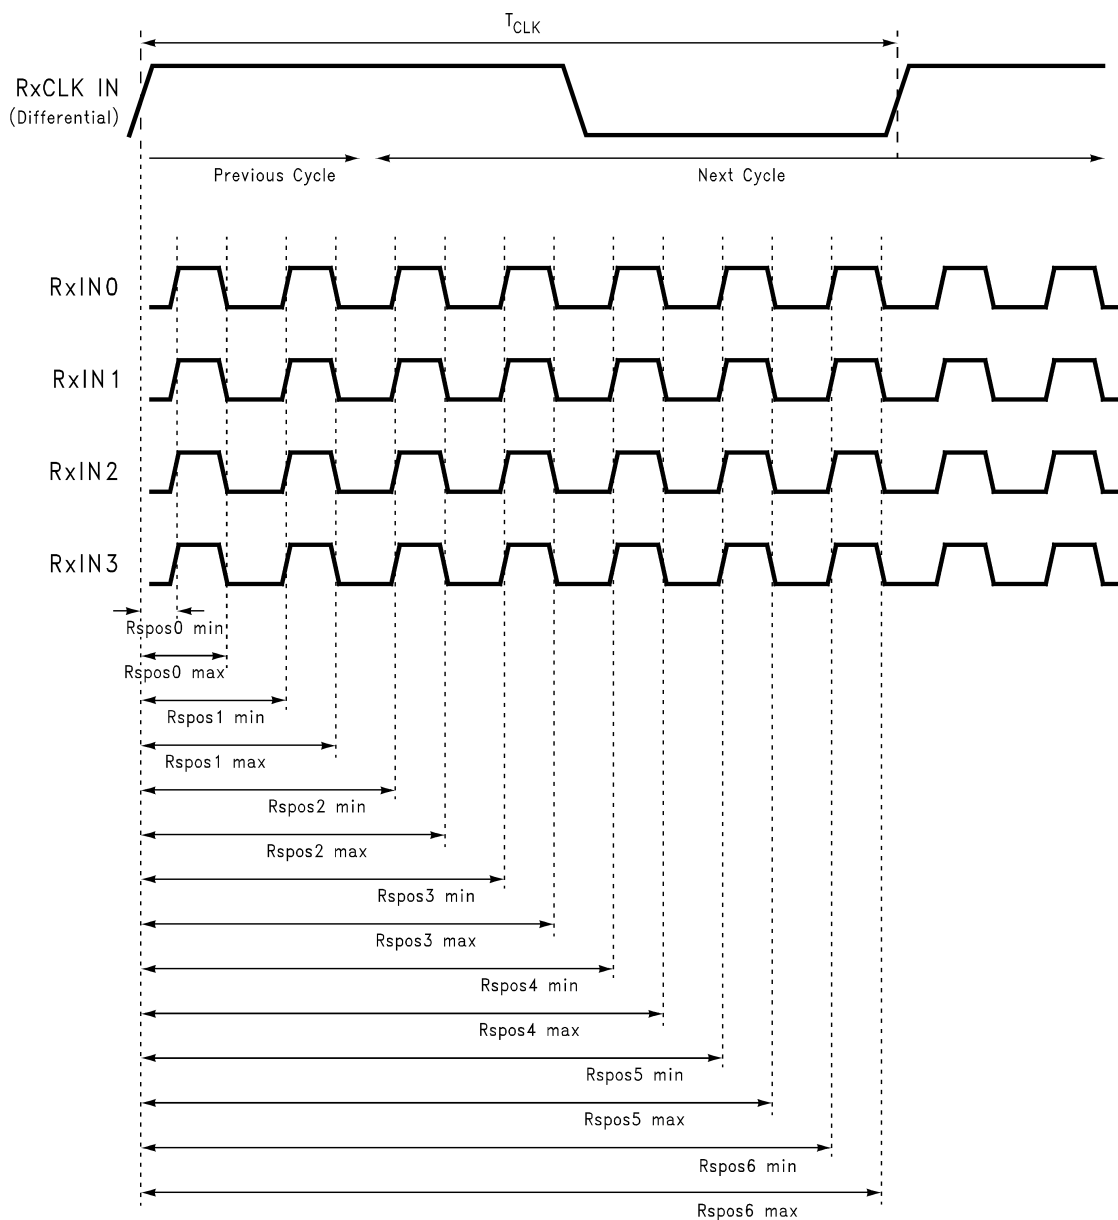 TCLK
RxCLK IN
(Differential)
Previous Cycle
Next Cycle
RxIN0
RxIN1
RxIN2
RxIN3
Rspos0 min
Rspos0 max
Rspos1 min
Rspos1 max
Rspos2 min
Rspos2 max
Rspos3 min
Rspos3 max
Rspos4 min
Rspos4 max
Rspos5 min
Rspos5 max
Rspos6 min
Rspos6 max